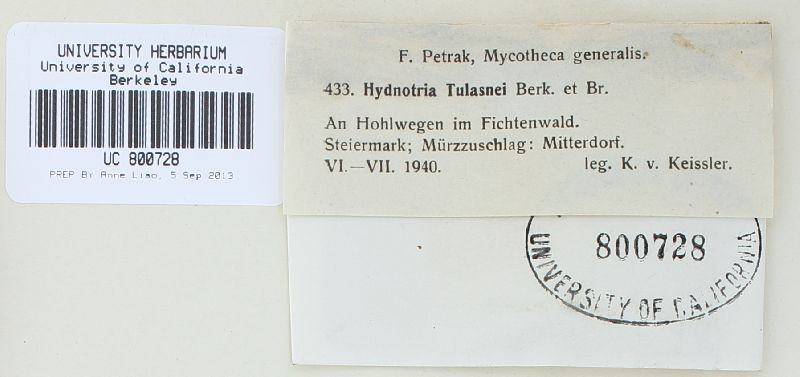 UNIVERSITY HERBARIUM
University of California
Berkeley
UC 800728
PREP By Anne Liao, 5 Sep 2013
F. Petrak, Mycotheca generalis.
433. Hydnotria Tulasnei Berk. et Br.
An Hohlwegen im Fichtenwald.
Steiermark; Mürzzuschlag: Mitterdorf.
VI.—VII. 1940. leg. K. v. Keissler.
800728
UNIVERSITY OF CALIFORNIA